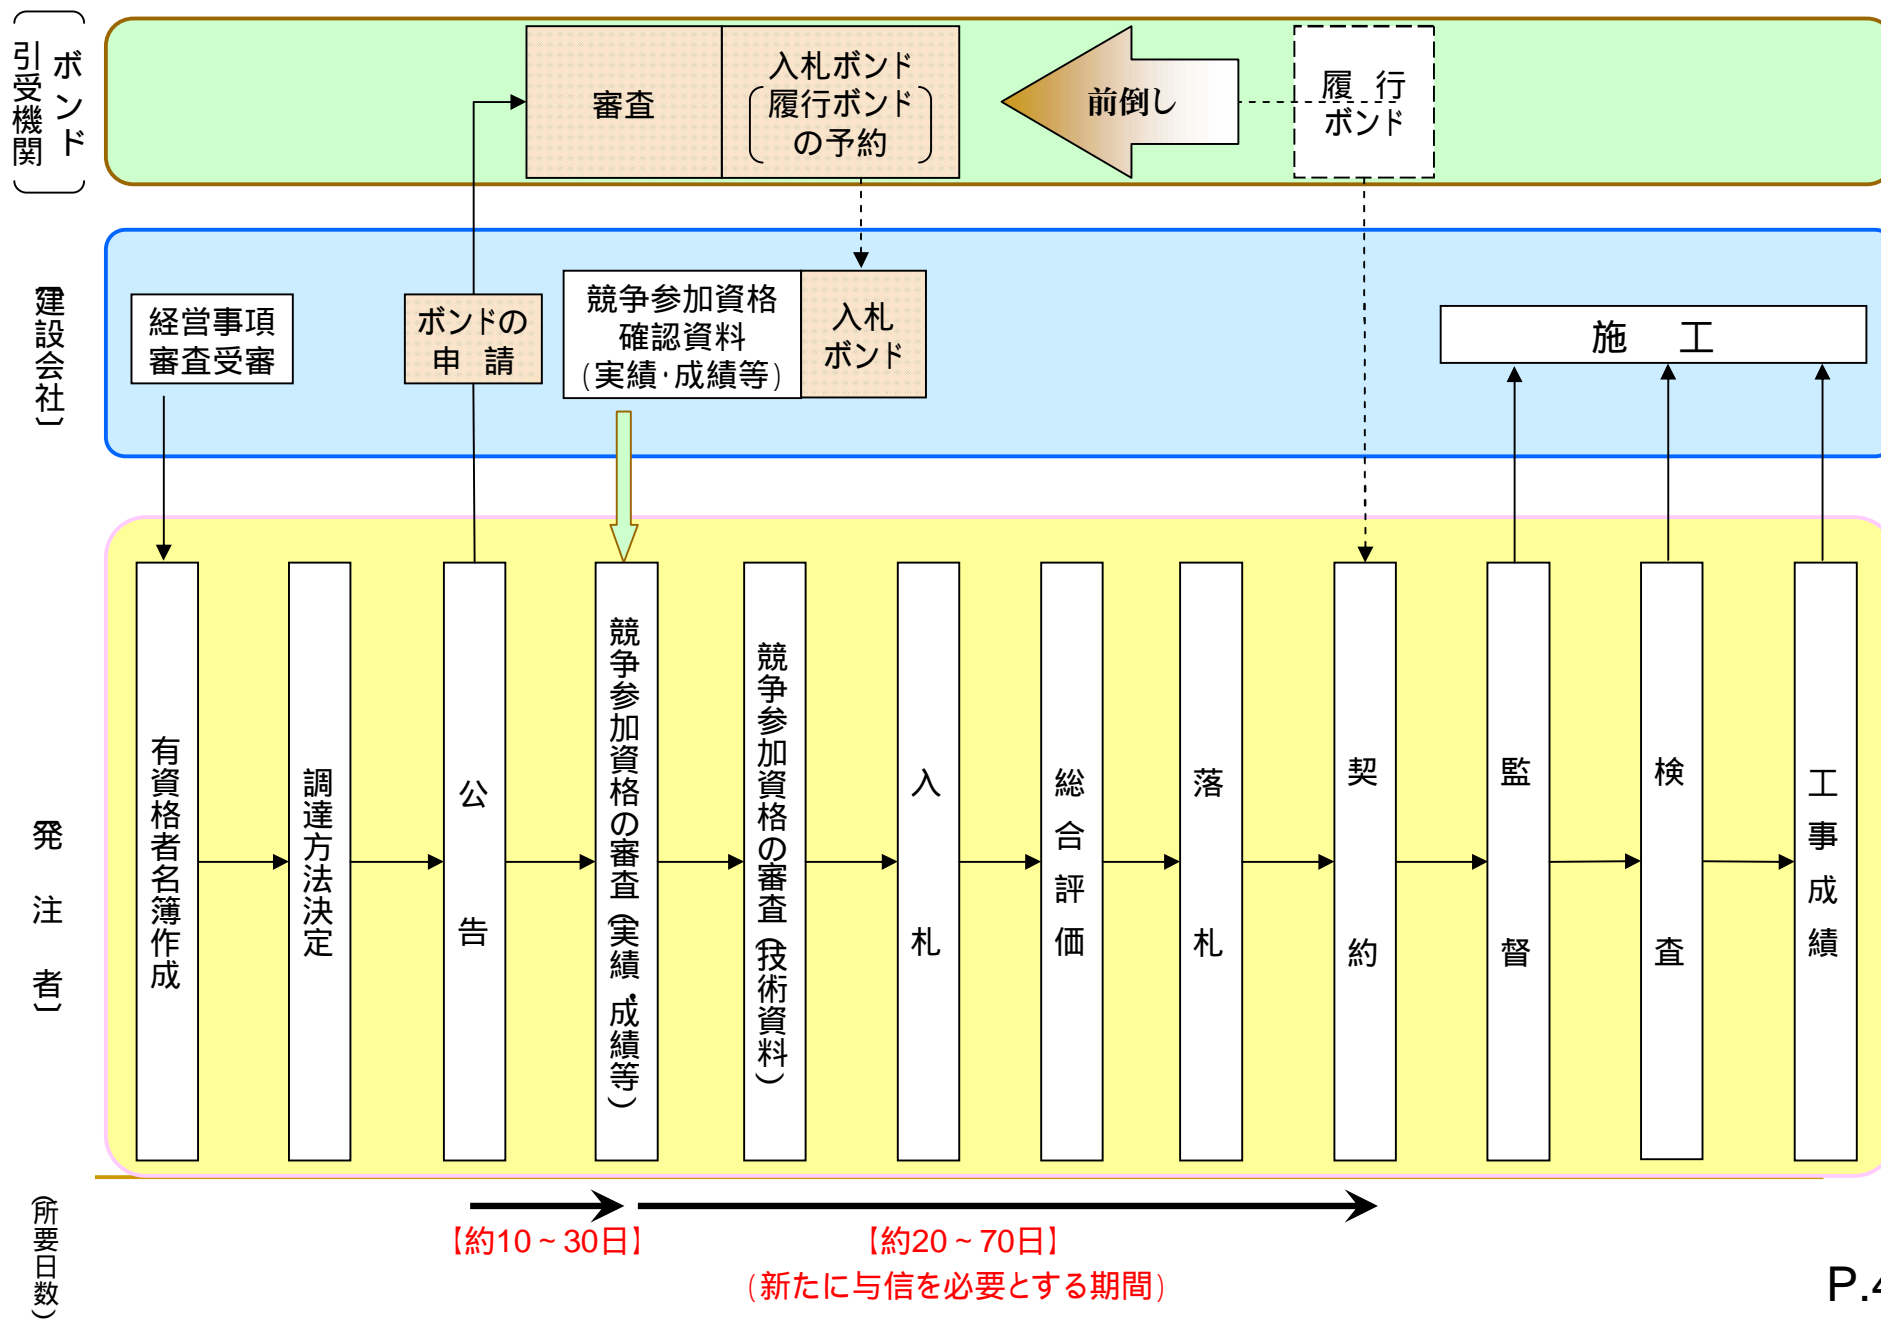 ボンド
引受機関
審査
入札ボンド
履行ボンド
の予約
前倒し
履 行
ボンド
〔建設会社〕
経営事項
審査受審
ボンドの
申 請
競争参加資格
確認資料
(実績・成績等)
入札
ボンド
施 工
〔発 注 者〕
有資格者名簿作成
調達方法決定
公 告
競争参加資格の審査(実績・成績等)
競争参加資格の審査(技術資料)
入 札
総合評価
落 札
契 約
監 督
検 査
工事成績
(所要日数)
【約10~30日】
【約20~70日】
(新たに与信を必要とする期間)
P.4